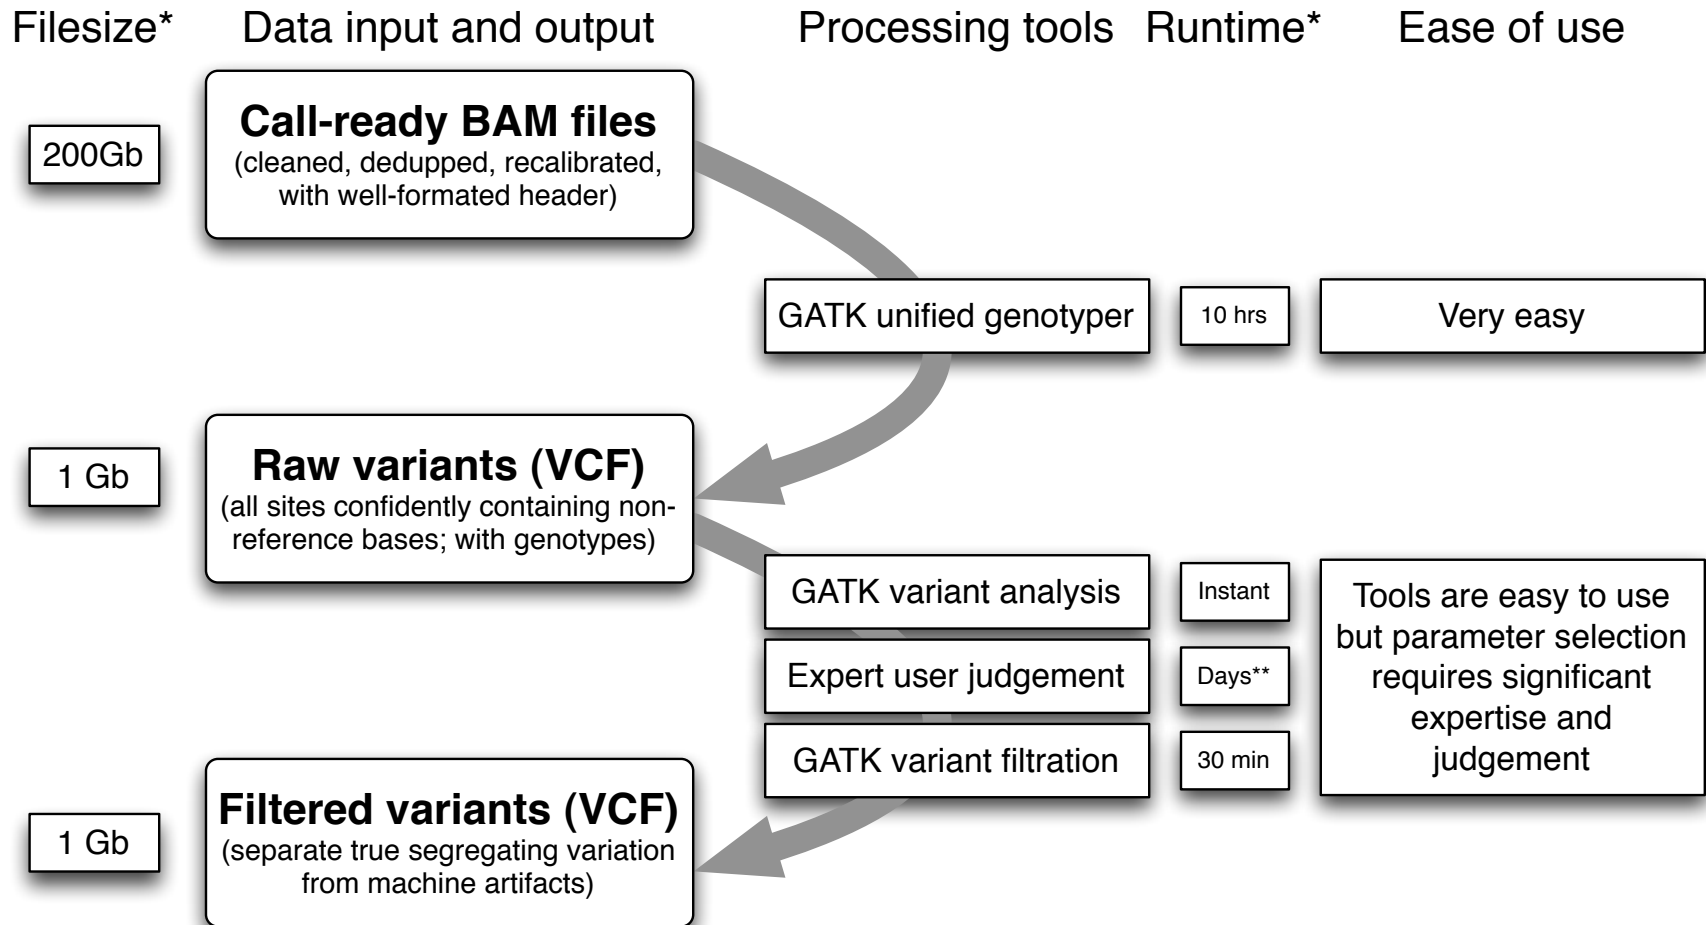 Filesize* Data input and output Processing tools Runtime* Ease of use
200Gb
Call-ready BAM files
(cleaned, dedupped, recalibrated,
with well-formated header)
GATK unified genotyper
10 hrs
Very easy
1 Gb
Raw variants (VCF)
(all sites confidently containing non-
reference bases; with genotypes)
GATK variant analysis
Instant
Expert user judgement
Days**
GATK variant filtration
30 min
Tools are easy to use
but parameter selection
requires significant
expertise and
judgement
1 Gb
Filtered variants (VCF)
(separate true segregating variation
from machine artifacts)